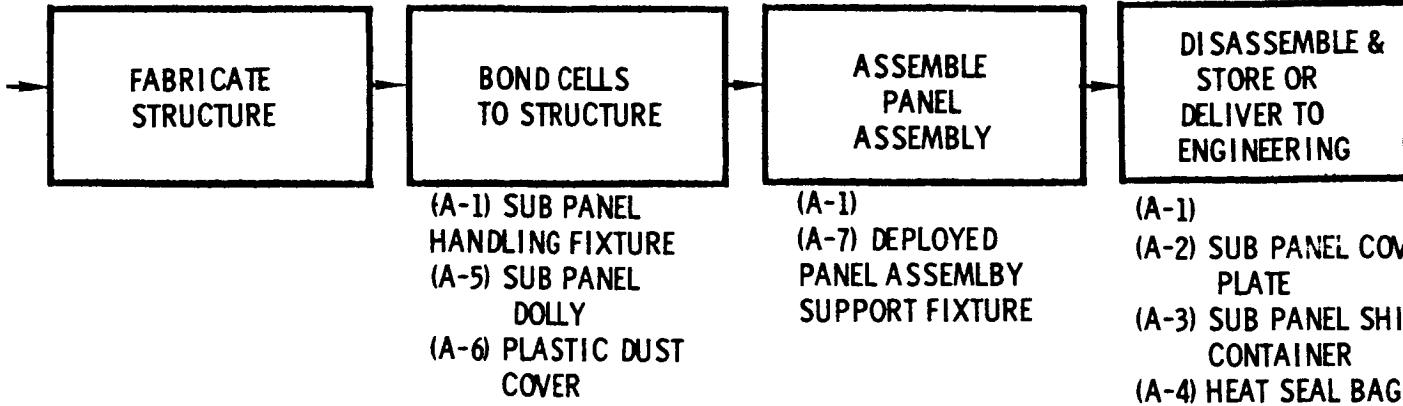 FABRICATE
STRUCTURE
BOND CELLS
TO STRUCTURE
(A-1) SUB PANEL
HANDLING FIXTURE
(A-5) SUB PANEL
DOLLY
(A-6) PLASTIC DUST
COVER
ASSEMBLE
PANEL
ASSEMBLY
(A-1)
(A-7) DEPLOYED
PANEL ASSEMLBY
SUPPORT FIXTURE
DISASSEMBLE &
STORE OR
DELIVER TO
ENGINEERING
(A-1)
(A-2) SUB PANEL
PLATE
(A-3) SUB PANEL
CONTAINER
(A-4) HEAT SEAL BAG